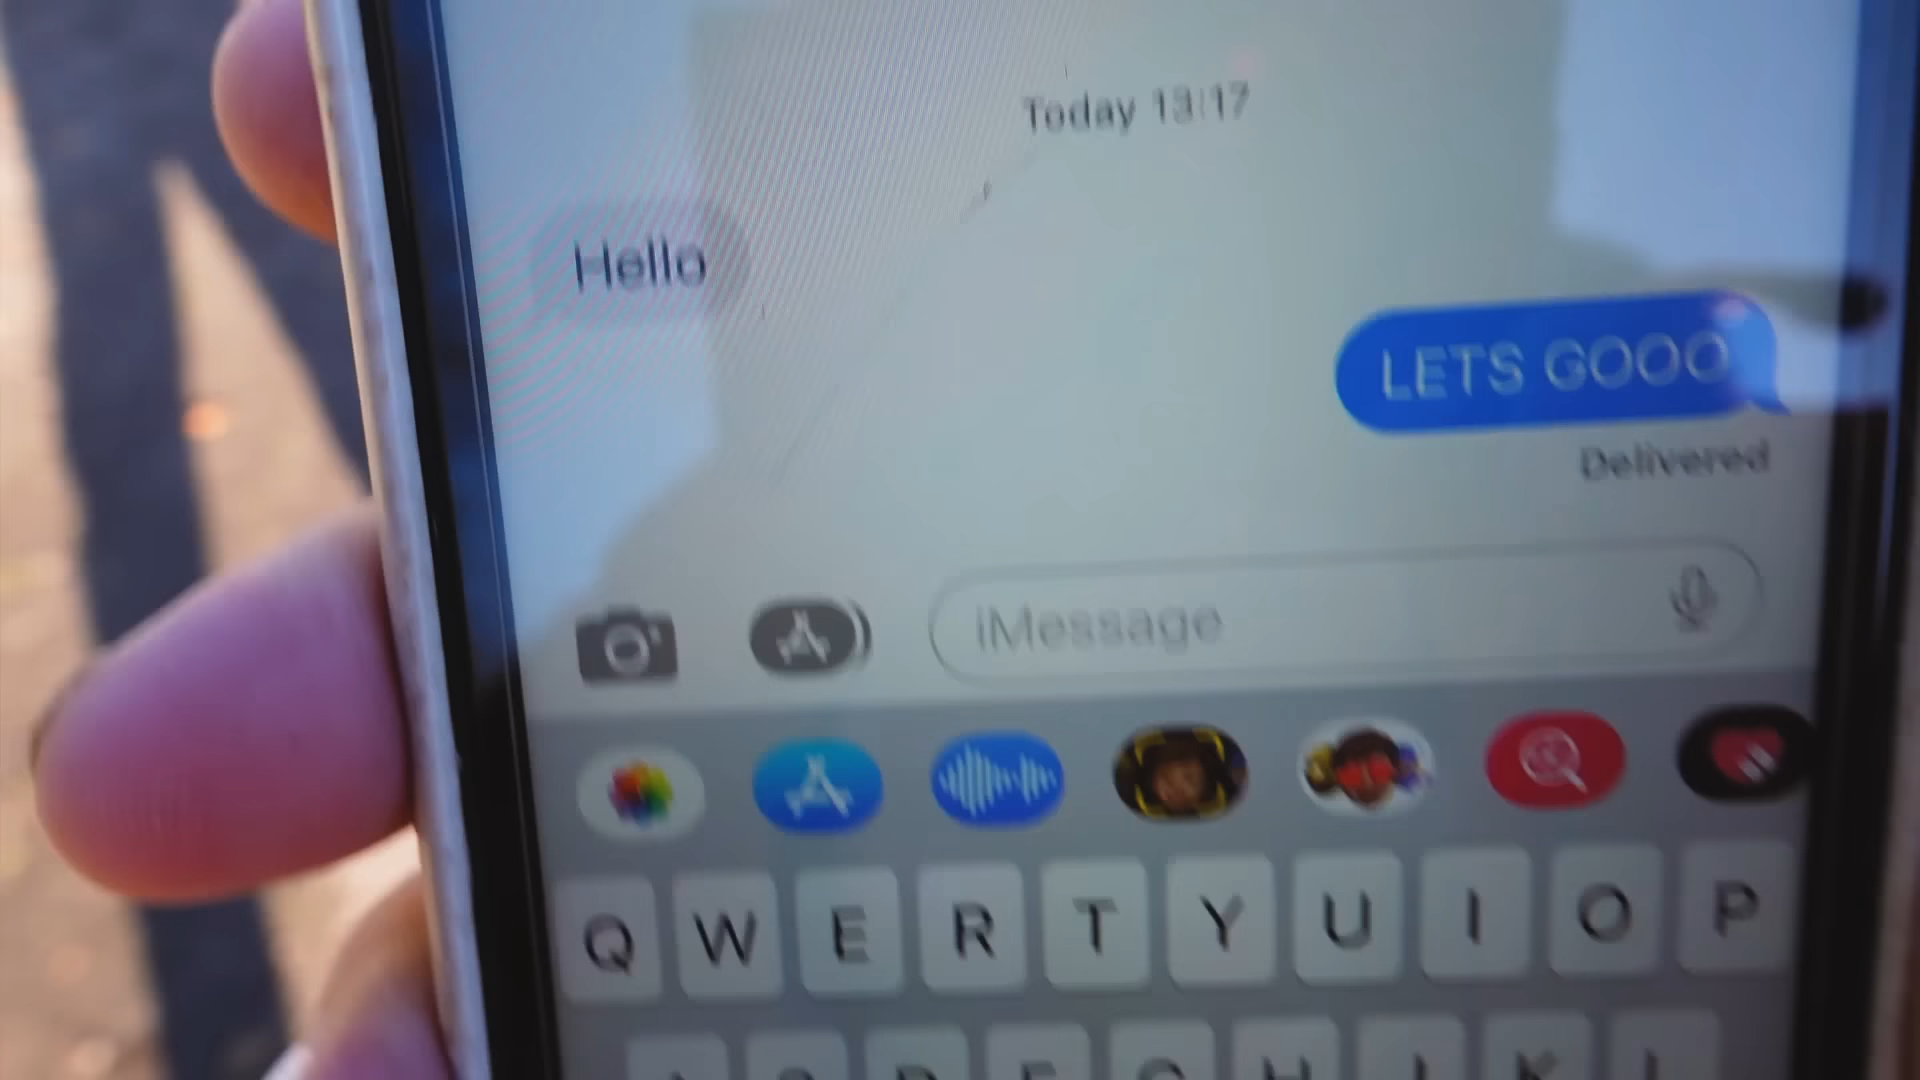 Today 13:17
Hello
LETS GOOO
Delivered
iMessage
Q W E R T Y U I O P